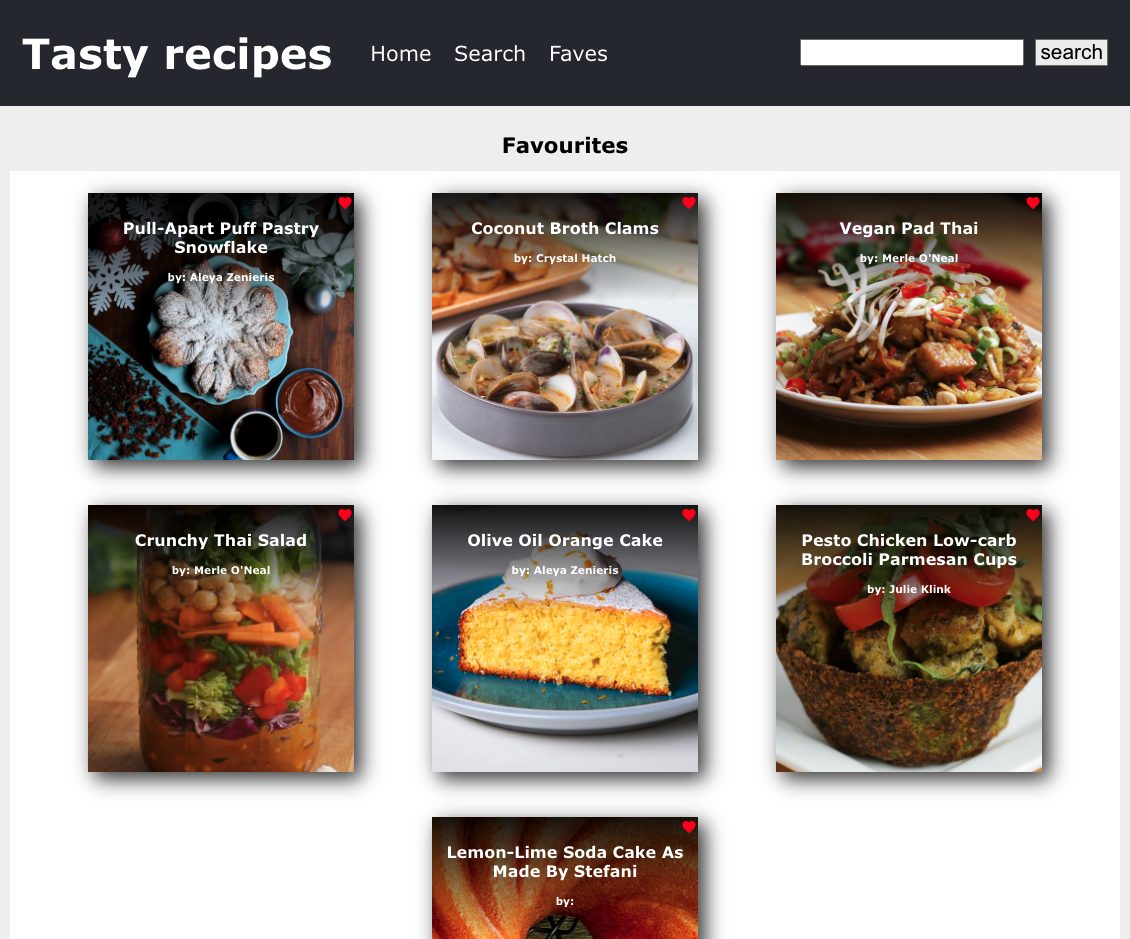 Tasty recipes
Home
Search
Faves
search
Favourites
Pull-Apart Puff Pastry
Snowflake
by: Aleya Zenieris
Coconut Broth Clams
by: Crystal Hatch
Vegan Pad Thai
by: Merle O'Neal
Crunchy Thai Salad
by: Merle O'Neal
Olive Oil Orange Cake
by: Aleya Zenieris
Pesto Chicken Low-carb
Broccoli Parmesan Cups
by: Julie Klink
Lemon-Lime Soda Cake As
Made By Stefani
by: